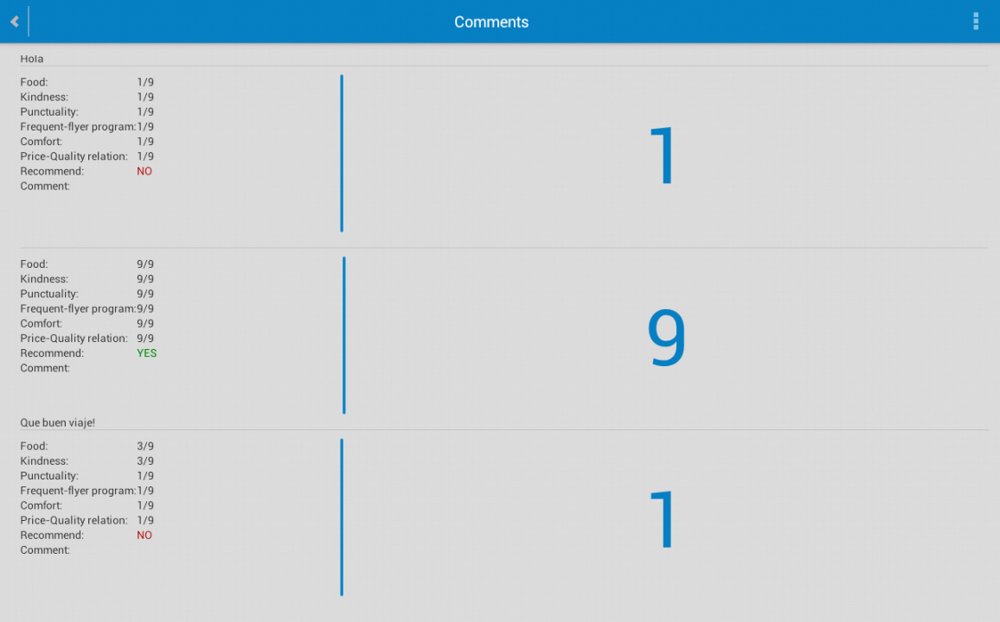 Comments
Hola
Food: 1/9
Kindness: 1/9
Punctuality: 1/9
Frequent-flyer program: 1/9
Comfort: 1/9
Price-Quality relation: 1/9
Recommend: NO
Comment:
1
Food: 9/9
Kindness: 9/9
Punctuality: 9/9
Frequent-flyer program: 9/9
Comfort: 9/9
Price-Quality relation: 9/9
Recommend: YES
Comment:
9
Que buen viaje!
Food: 3/9
Kindness: 3/9
Punctuality: 1/9
Frequent-flyer program: 1/9
Comfort: 1/9
Price-Quality relation: 1/9
Recommend: NO
Comment:
1